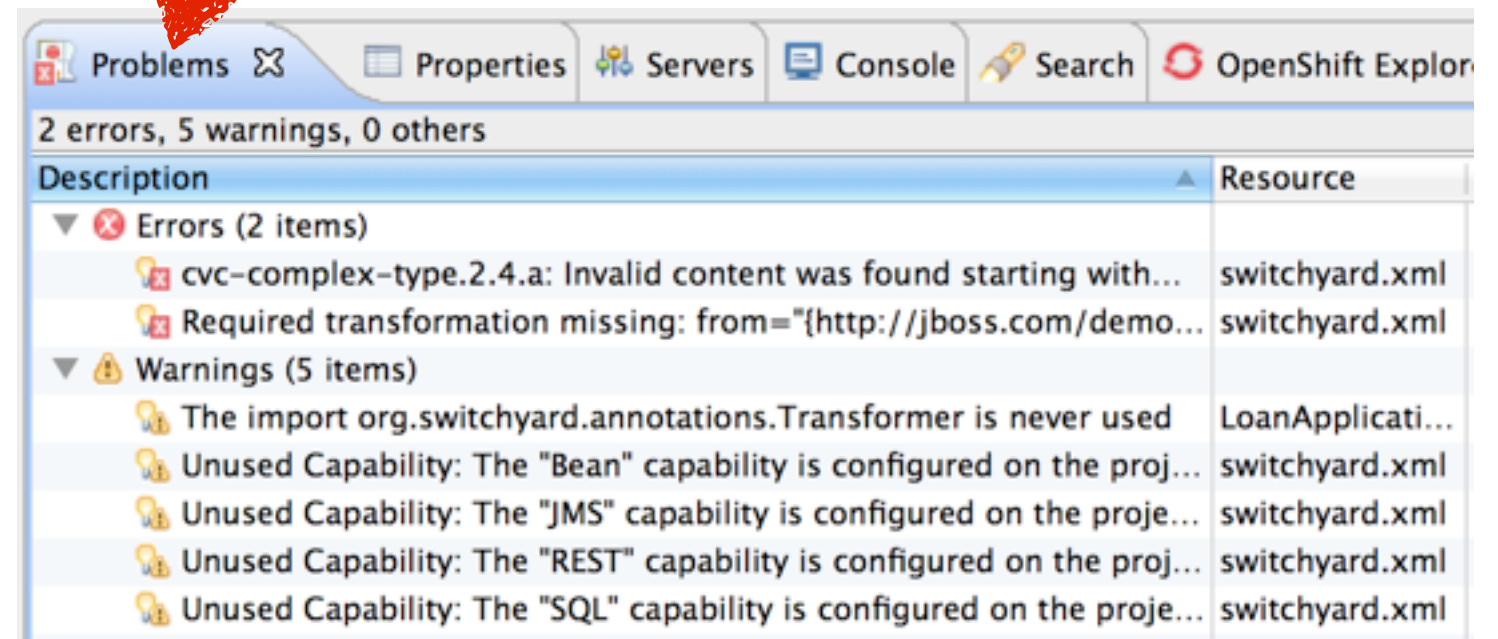 Problems Properties Servers Console Search OpenShift Explor
2 errors, 5 warnings, 0 others
Description Resource
Errors (2 items)
cvc-complex-type.2.4.a: Invalid content was found starting with... switchyard.xml
Required transformation missing: from="{http://jboss.com/demo... switchyard.xml
Warnings (5 items)
The import org.switchyard.annotations.Transformer is never used LoanApplicati...
Unused Capability: The "Bean" capability is configured on the proj... switchyard.xml
Unused Capability: The "JMS" capability is configured on the proje... switchyard.xml
Unused Capability: The "REST" capability is configured on the proj... switchyard.xml
Unused Capability: The "SQL" capability is configured on the proje... switchyard.xml